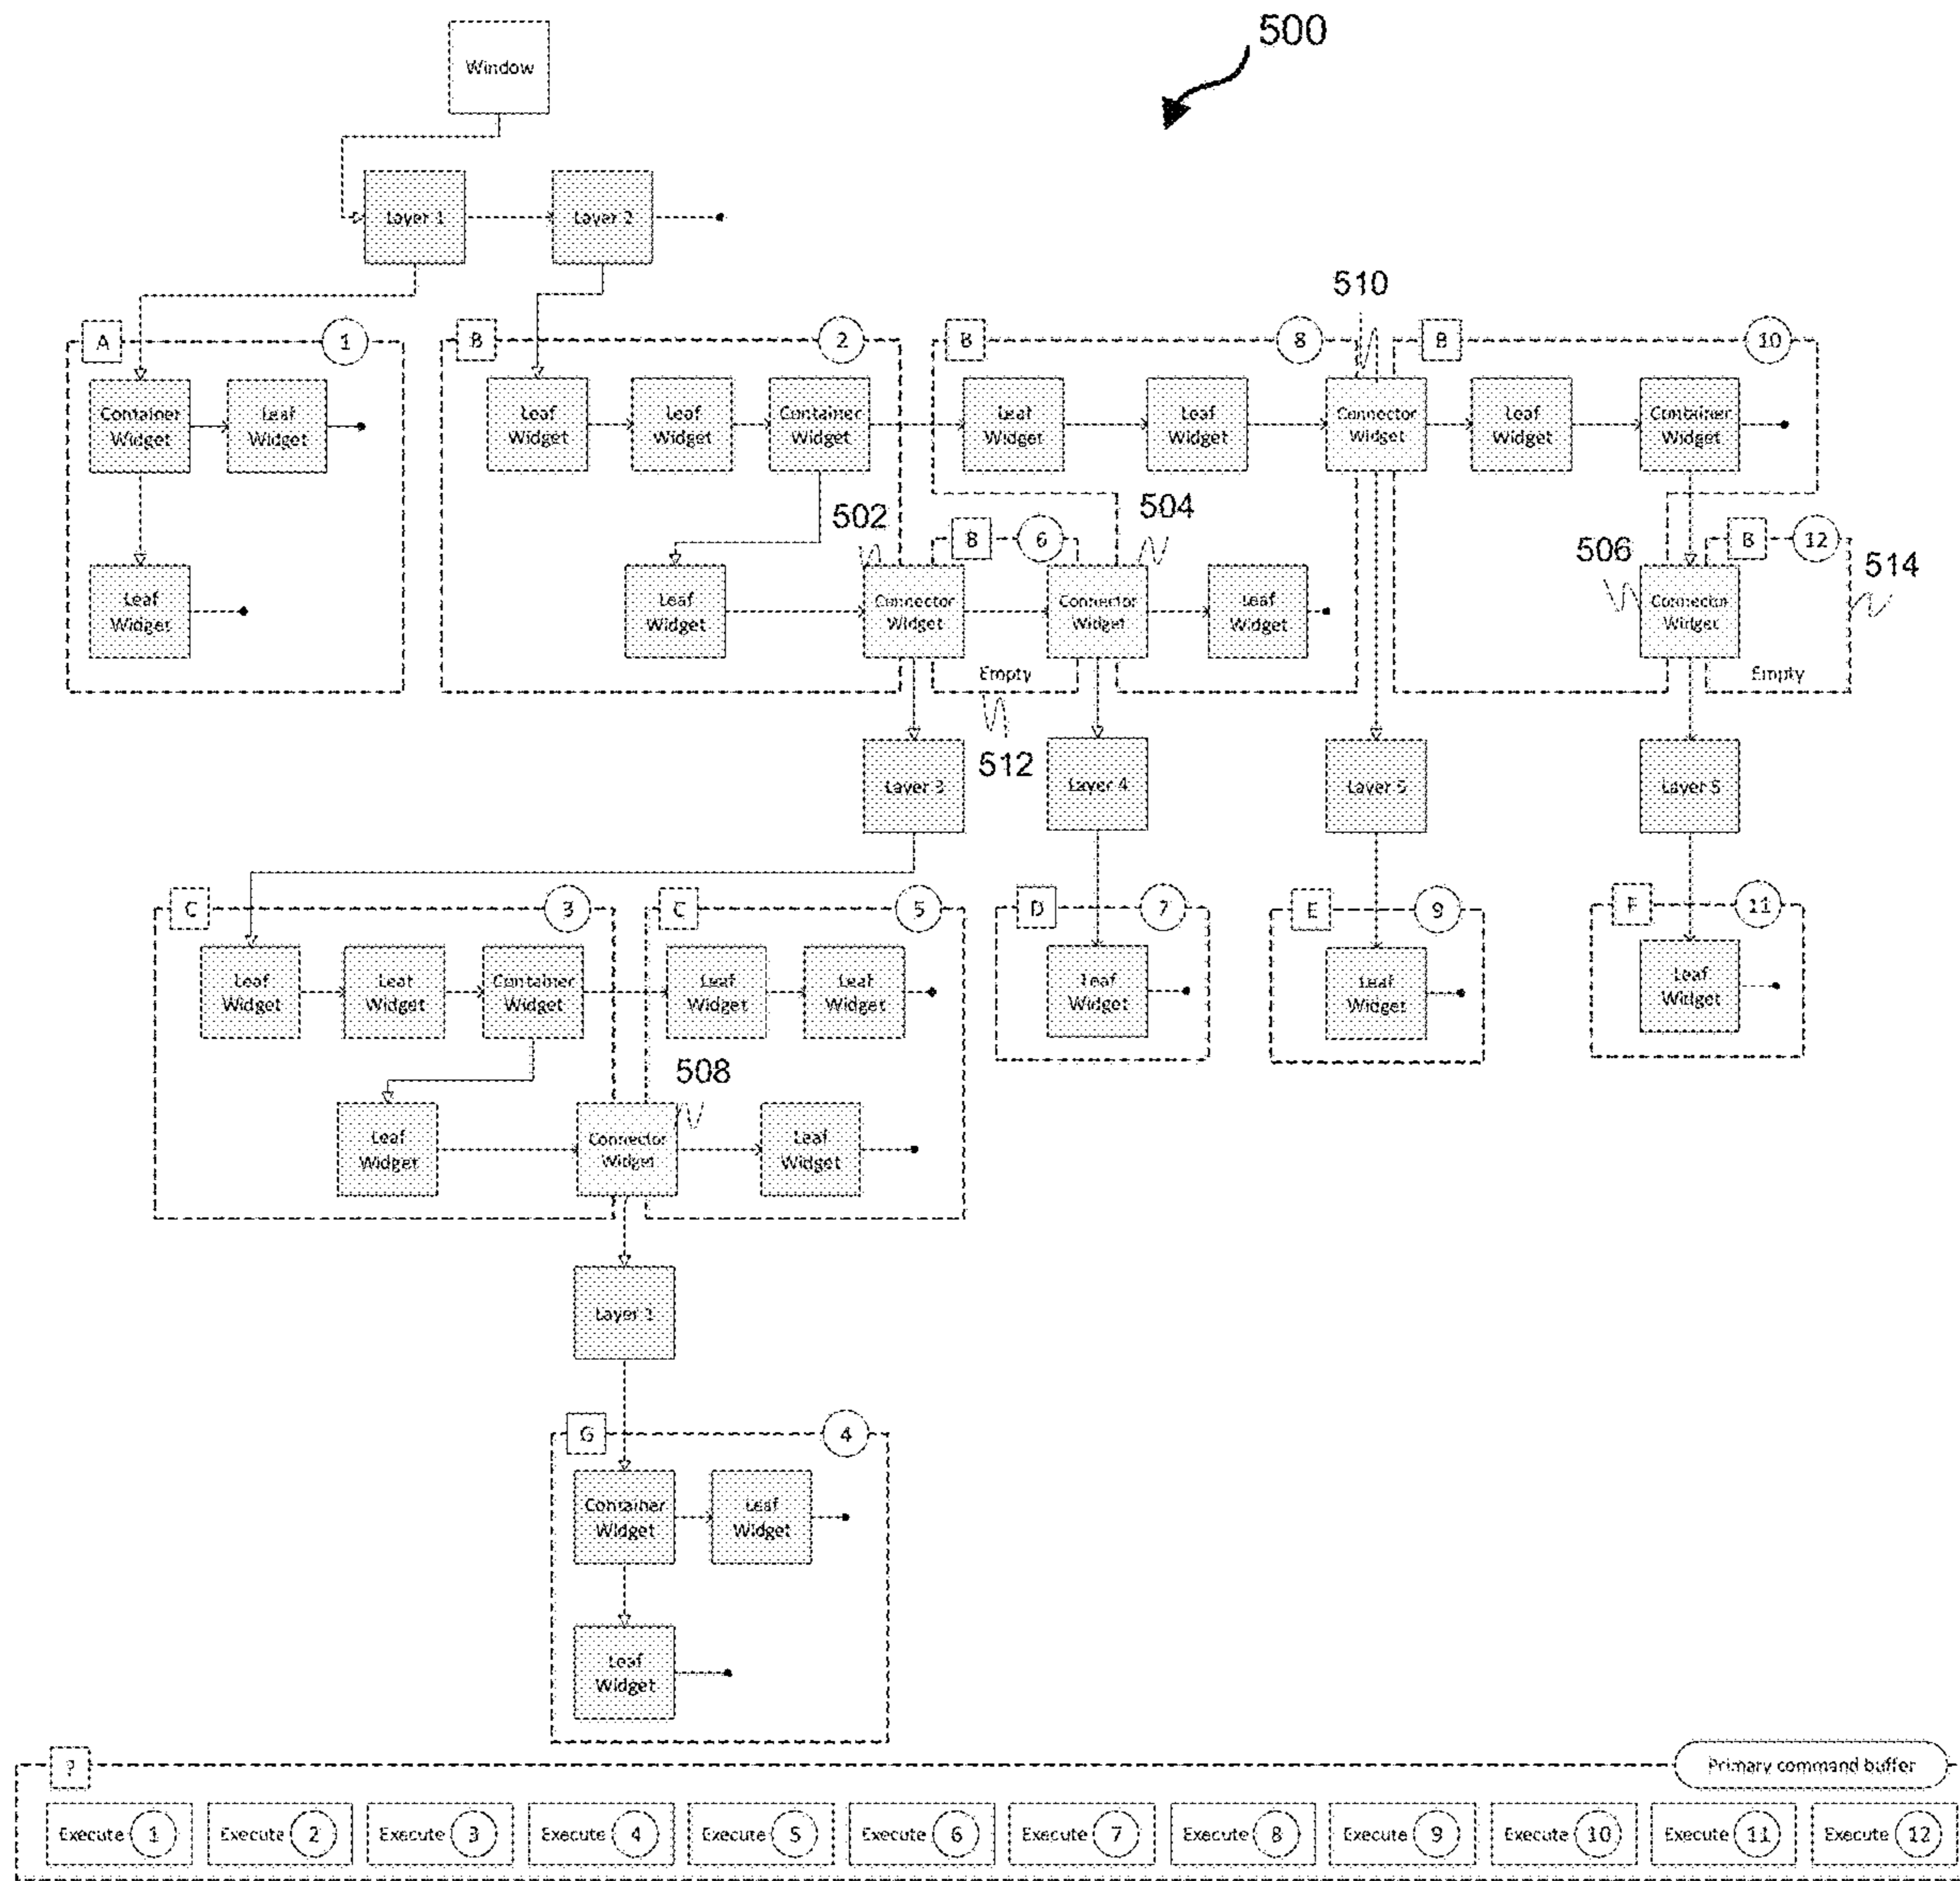 500
Window
Layer 1
Layer 2
510
A
1
B
2
B
8
B
10
Container
Widget
Leaf
Widget
Leaf
Widget
Leaf
Widget
Container
Widget
Leaf
Widget
Leaf
Widget
Connector
Widget
Leaf
Widget
Container
Widget
502
504
B
6
506
B
12
514
Leaf
Widget
Leaf
Widget
Connector
Widget
Connector
Widget
Leaf
Widget
Connector
Widget
Empty
Empty
512
Layer 3
Layer 4
Layer 5
Layer 5
C
3
C
5
D
7
E
9
F
11
Leaf
Widget
Leaf
Widget
Container
Widget
Leaf
Widget
Leaf
Widget
Leaf
Widget
Leaf
Widget
Leaf
Widget
508
Leaf
Widget
Connector
Widget
Leaf
Widget
Layer
G
4
Container
Widget
Leaf
Widget
Leaf
Widget
?
Primary command buffer
Execute 1
Execute 2
Execute 3
Execute 4
Execute 5
Execute 6
Execute 7
Execute 8
Execute 9
Execute 10
Execute 11
Execute 12